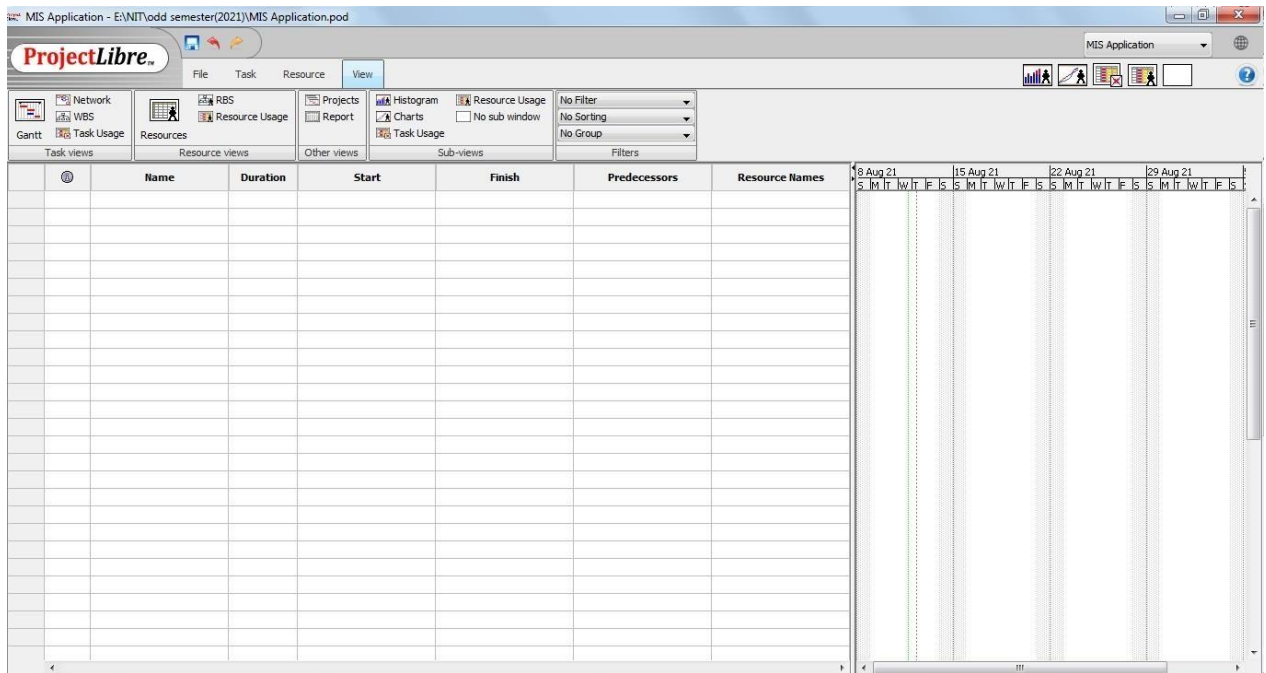 MIS Application - E:\NIT\odd semester(2021)\MIS Application.pod
ProjectLibre
MIS Application
File Task Resource View
Network RBS Projects Histogram Resource Usage No Filter
WBS Resource Usage Report Charts No sub window No Sorting
Gantt Task Usage Resources Task Usage No Group
Task views Resource views Other views Sub-views Filters
Name Duration Start Finish Predecessors Resource Names
8 Aug 21 15 Aug 21 22 Aug 21 29 Aug 21
S M T W T F S S M T W T F S S M T W T F S S M T W T F S